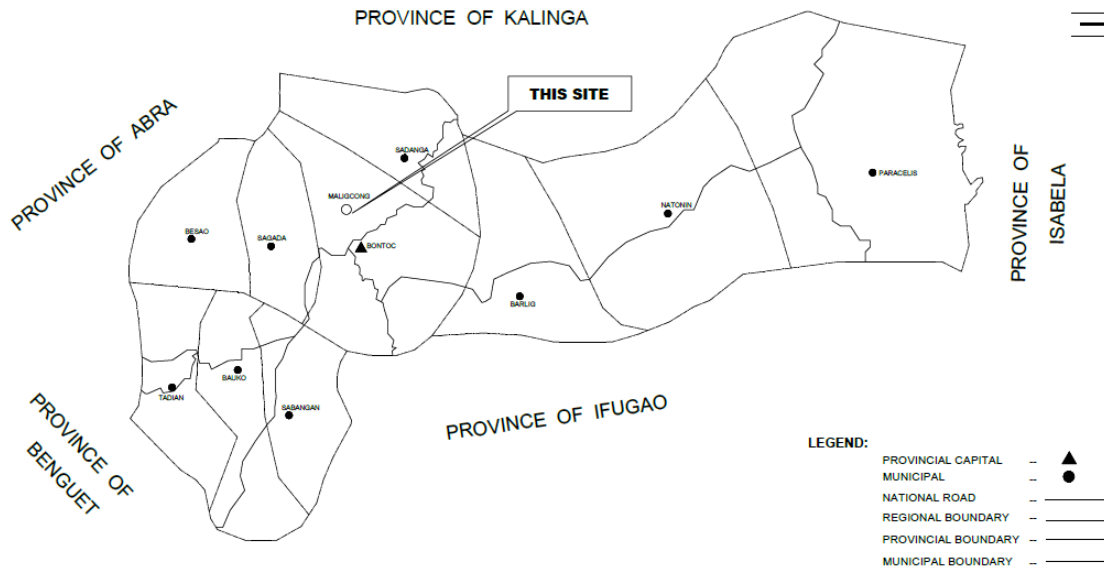 PROVINCE OF KALINGA
THIS SITE
PROVINCE OF ABRA
SADANGA
MALIGCONG
BESAO
SAGADA
BONTOC
NATONIN
PARACELIS
PROVINCE OF
ISABELA
BARLIG
TADIAN
BAUKO
SABANGAN
PROVINCE OF IFUGAO
PROVINCE OF
BENGUET
LEGEND:
PROVINCIAL CAPITAL --
MUNICIPAL --
NATIONAL ROAD --
REGIONAL BOUNDARY --
PROVINCIAL BOUNDARY --
MUNICIPAL BOUNDARY --